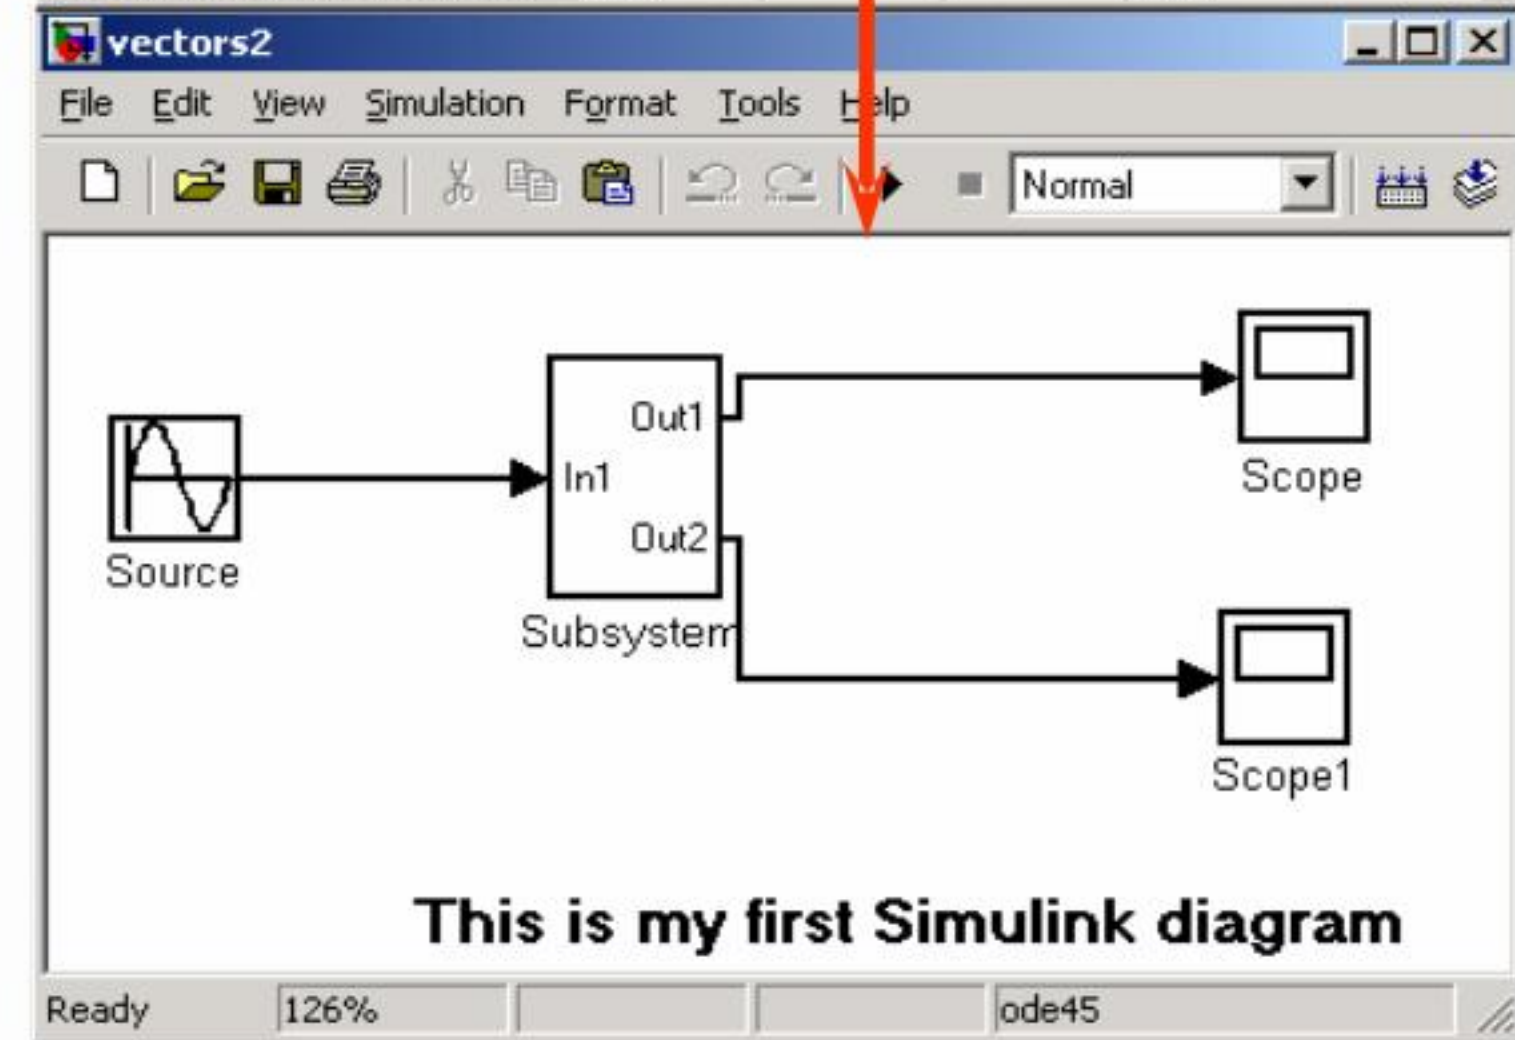 vectors2
File Edit View Simulation Format Tools Help
Normal
Out1
In1
Out2
Source
Subsystem
Scope
Scope1
This is my first Simulink diagram
Ready 126% ode45